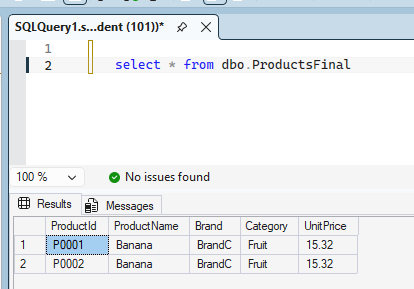 SQLQuery1.s...dent (101))*
1
2 select * from dbo.ProductsFinal
100 %
No issues found
Results Messages
ProductId ProductName Brand Category UnitPrice
1 P0001 Banana BrandC Fruit 15.32
2 P0002 Banana BrandC Fruit 15.32